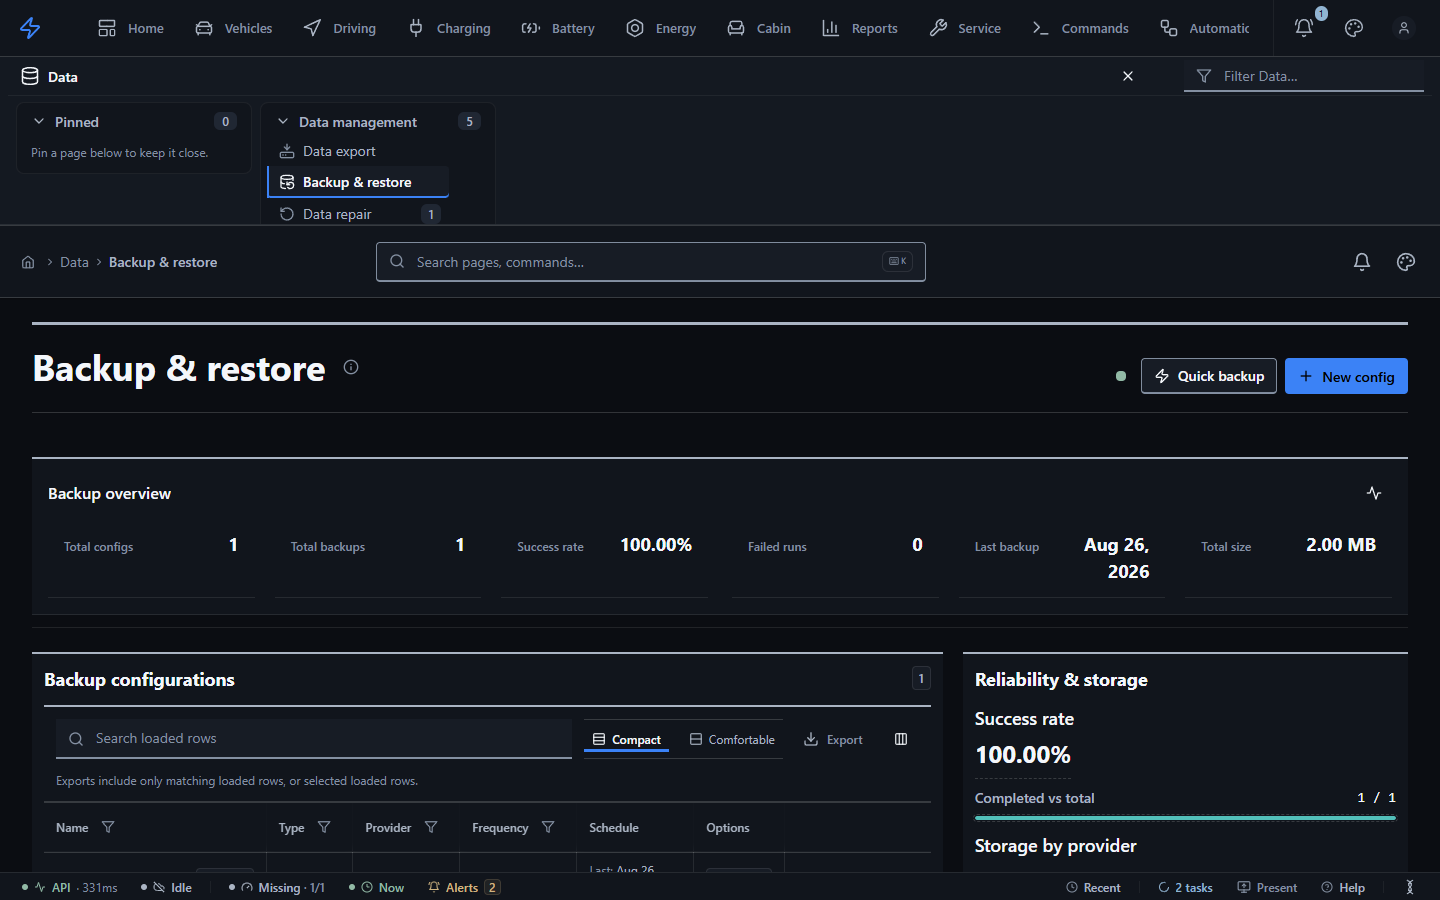 Home Vehicles Driving Charging Battery Energy Cabin Reports Service Commands Automatic 1
Data
Filter Data...
Pinned 0
Pin a page below to keep it close.
Data management 5
Data export
Backup & restore
Data repair 1
Data Backup & restore
Search pages, commands... K
Backup & restore
Quick backup
New config
Backup overview
Total configs 1
Total backups 1
Success rate 100.00%
Failed runs 0
Last backup Aug 26, 2026
Total size 2.00 MB
Backup configurations 1
Search loaded rows
Compact Comfortable Export
Exports include only matching loaded rows, or selected loaded rows.
Name Type Provider Frequency Schedule Options
Last: Aug 26
Reliability & storage
Success rate
100.00%
Completed vs total 1 / 1
Storage by provider
API · 331ms Idle Missing · 1/1 Now Alerts 2 Recent 2 tasks Present Help